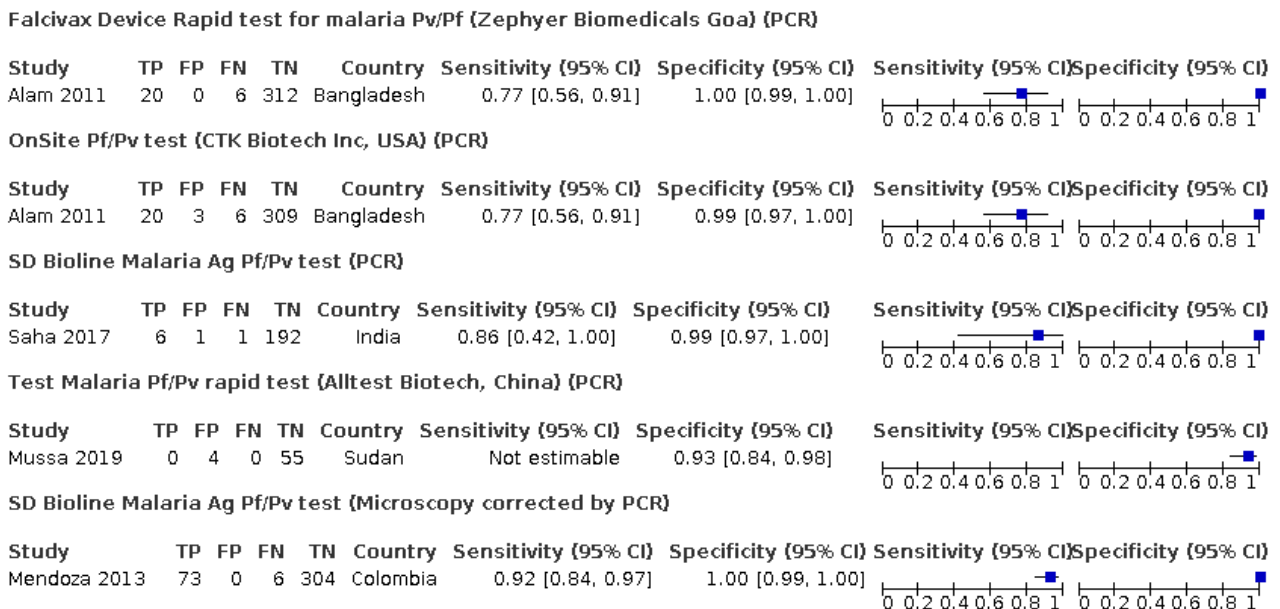 Falcivax Device Rapid test for malaria Pv/Pf (Zephyer Biomedicals Goa) (PCR)
Study TP FP FN TN Country Sensitivity (95% CI) Specificity (95% CI) Sensitivity (95% CI)Specificity (95% CI)
Alam 2011 20 0 6 312 Bangladesh 0.77 [0.56, 0.91] 1.00 [0.99, 1.00]
0 0.2 0.4 0.6 0.8 1 0 0.2 0.4 0.6 0.8 1
OnSite Pf/Pv test (CTK Biotech Inc, USA) (PCR)
Study TP FP FN TN Country Sensitivity (95% CI) Specificity (95% CI) Sensitivity (95% CI)Specificity (95% CI)
Alam 2011 20 3 6 309 Bangladesh 0.77 [0.56, 0.91] 0.99 [0.97, 1.00]
0 0.2 0.4 0.6 0.8 1 0 0.2 0.4 0.6 0.8 1
SD Bioline Malaria Ag Pf/Pv test (PCR)
Study TP FP FN TN Country Sensitivity (95% CI) Specificity (95% CI) Sensitivity (95% CI)Specificity (95% CI)
Saha 2017 6 1 1 192 India 0.86 [0.42, 1.00] 0.99 [0.97, 1.00]
0 0.2 0.4 0.6 0.8 1 0 0.2 0.4 0.6 0.8 1
Test Malaria Pf/Pv rapid test (Alltest Biotech, China) (PCR)
Study TP FP FN TN Country Sensitivity (95% CI) Specificity (95% CI) Sensitivity (95% CI)Specificity (95% CI)
Mussa 2019 0 4 0 55 Sudan Not estimable 0.93 [0.84, 0.98]
0 0.2 0.4 0.6 0.8 1 0 0.2 0.4 0.6 0.8 1
SD Bioline Malaria Ag Pf/Pv test (Microscopy corrected by PCR)
Study TP FP FN TN Country Sensitivity (95% CI) Specificity (95% CI) Sensitivity (95% CI)Specificity (95% CI)
Mendoza 2013 73 0 6 304 Colombia 0.92 [0.84, 0.97] 1.00 [0.99, 1.00]
0 0.2 0.4 0.6 0.8 1 0 0.2 0.4 0.6 0.8 1